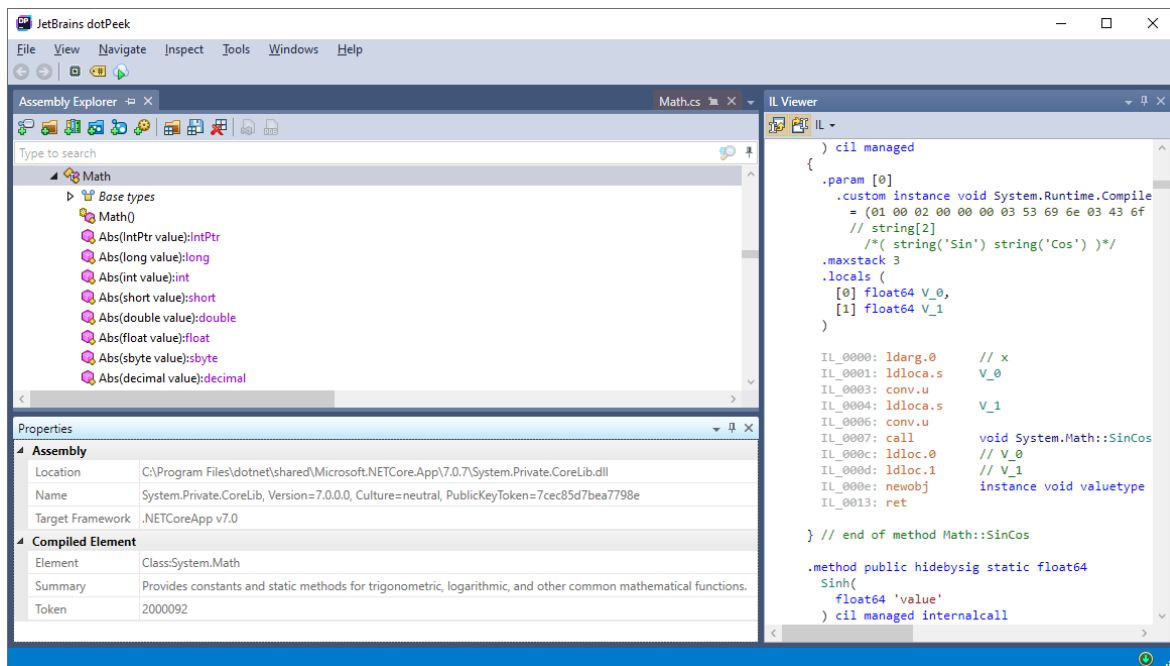 JetBrains dotPeek
File View Navigate Inspect Tools Windows Help
Assembly Explorer
Math.cs
Type to search
Math
Base types
Math()
Abs(IntPtr value):IntPtr
Abs(long value):long
Abs(int value):int
Abs(short value):short
Abs(double value):double
Abs(float value):float
Abs(sbyte value):sbyte
Abs(decimal value):decimal
Properties
Assembly
Location C:\Program Files\dotnet\shared\Microsoft.NETCore.App\7.0.7\System.Private.CoreLib.dll
Name System.Private.CoreLib, Version=7.0.0.0, Culture=neutral, PublicKeyToken=7cec85d7bea7798e
Target Framework .NETCoreApp v7.0
Compiled Element
Element Class:System.Math
Summary Provides constants and static methods for trigonometric, logarithmic, and other common mathematical functions.
Token 2000092
IL Viewer
IL
) cil managed
{
.param [0]
.custom instance void System.Runtime.Compile
= (01 00 02 00 00 00 03 53 69 6e 03 43 6f
// string[2]
/*( string('Sin') string('Cos') )*/
.maxstack 3
.locals (
[0] float64 V_0,
[1] float64 V_1
)
IL_0000: ldarg.0 // x
IL_0001: ldloca.s V_0
IL_0003: conv.u
IL_0004: ldloca.s V_1
IL_0006: conv.u
IL_0007: call void System.Math::SinCos
IL_000c: ldloc.0 // V_0
IL_000d: ldloc.1 // V_1
IL_000e: newobj instance void valuetype
IL_0013: ret
} // end of method Math::SinCos
.method public hidebysig static float64
Sinh(
float64 'value'
) cil managed internalcall